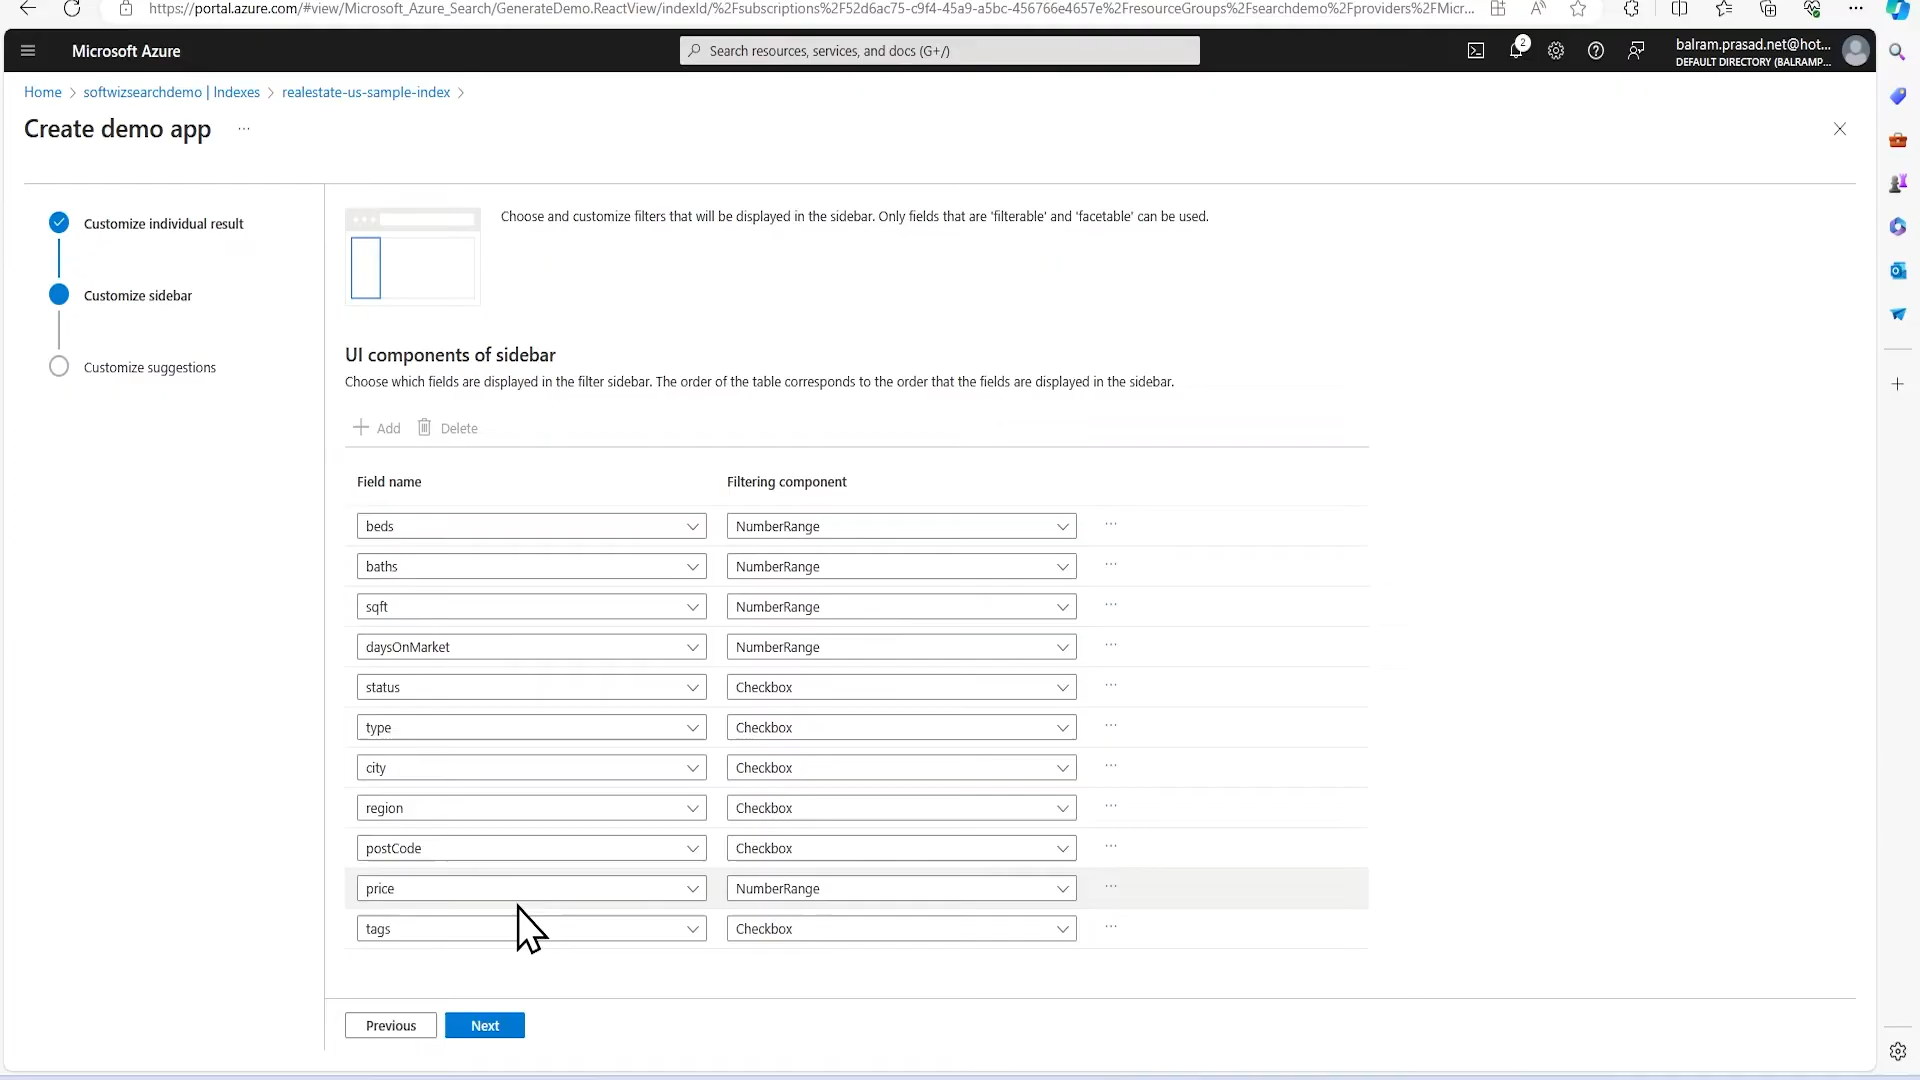 https://portal.azure.com/#view/Microsoft_Azure_Search/GenerateDemo.ReactView/indexId/%2Fsubscriptions%2F52d6ac75-c9f4-45a9-a5bc-456766e4657e%2FresourceGroups%2Fsearchdemo%2Fproviders%2FMicr...
Microsoft Azure
Search resources, services, and docs (G+/)
2
balram.prasad.net@hot...
DEFAULT DIRECTORY (BALRAMP...
Home > softwizsearchdemo | Indexes > realestate-us-sample-index >
Create demo app ...
Customize individual result
Customize sidebar
Customize suggestions
Choose and customize filters that will be displayed in the sidebar. Only fields that are 'filterable' and 'facetable' can be used.
UI components of sidebar
Choose which fields are displayed in the filter sidebar. The order of the table corresponds to the order that the fields are displayed in the sidebar.
Add Delete
Field name Filtering component
beds NumberRange ...
baths NumberRange ...
sqft NumberRange ...
daysOnMarket NumberRange ...
status Checkbox ...
type Checkbox ...
city Checkbox ...
region Checkbox ...
postCode Checkbox ...
price NumberRange ...
tags Checkbox ...
Previous Next